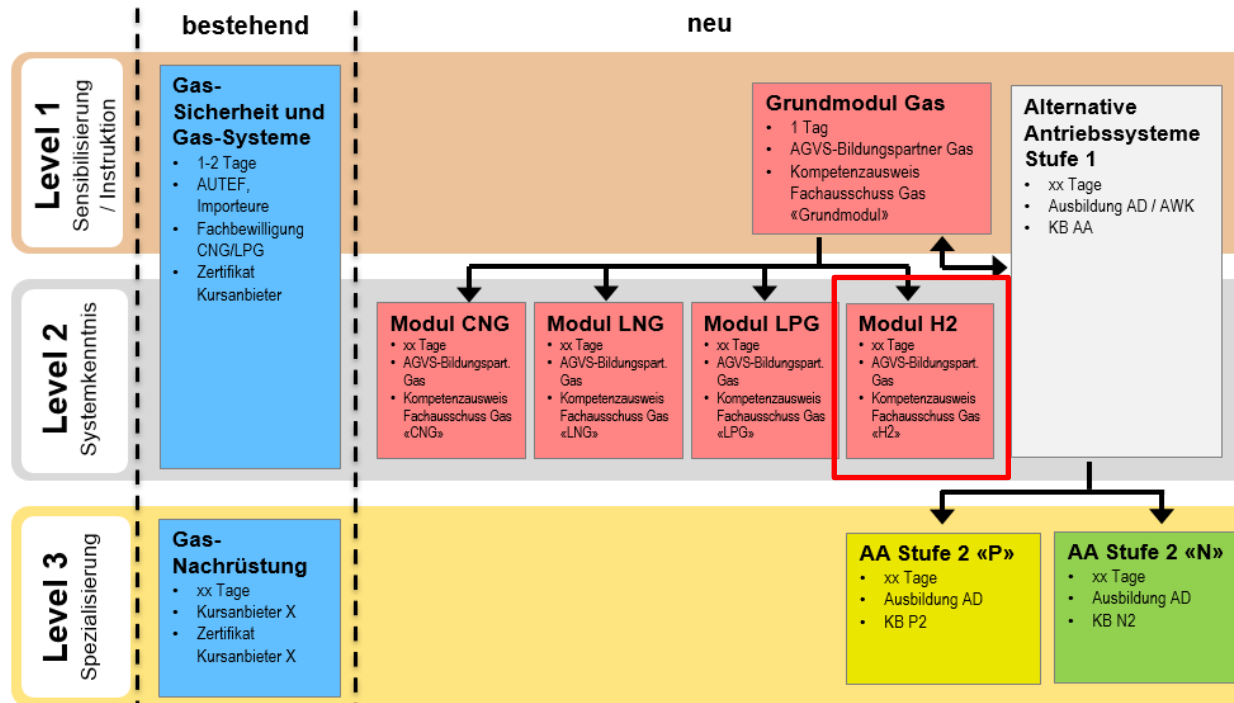 bestehend
neu
Level 1
Sensibilisierung
/ Instruktion
Gas-
Sicherheit und
Gas-Systeme
• 1-2 Tage
• AUTEF,
Importeure
• Fachbewilligung
CNG/LPG
• Zertifikat
Kursanbieter
Grundmodul Gas
• 1 Tag
• AGVS-Bildungspartner Gas
• Kompetenzausweis
Fachausschuss Gas
«Grundmodul»
Alternative
Antriebssysteme
Stufe 1
• xx Tage
• Ausbildung AD / AWK
• KB AA
Level 2
Systemkenntnis
Modul CNG
• xx Tage
• AGVS-Bildungspart.
Gas
• Kompetenzausweis
Fachausschuss Gas
«CNG»
Modul LNG
• xx Tage
• AGVS-Bildungspart.
Gas
• Kompetenzausweis
Fachausschuss Gas
«LNG»
Modul LPG
• xx Tage
• AGVS-Bildungspart.
Gas
• Kompetenzausweis
Fachausschuss Gas
«LPG»
Modul H2
• xx Tage
• AGVS-Bildungspart.
Gas
• Kompetenzausweis
Fachausschuss Gas
«H2»
Level 3
Spezialisierung
Gas-
Nachrüstung
• xx Tage
• Kursanbieter X
• Zertifikat
Kursanbieter X
AA Stufe 2 «P»
• xx Tage
• Ausbildung AD
• KB P2
AA Stufe 2 «N»
• xx Tage
• Ausbildung AD
• KB N2